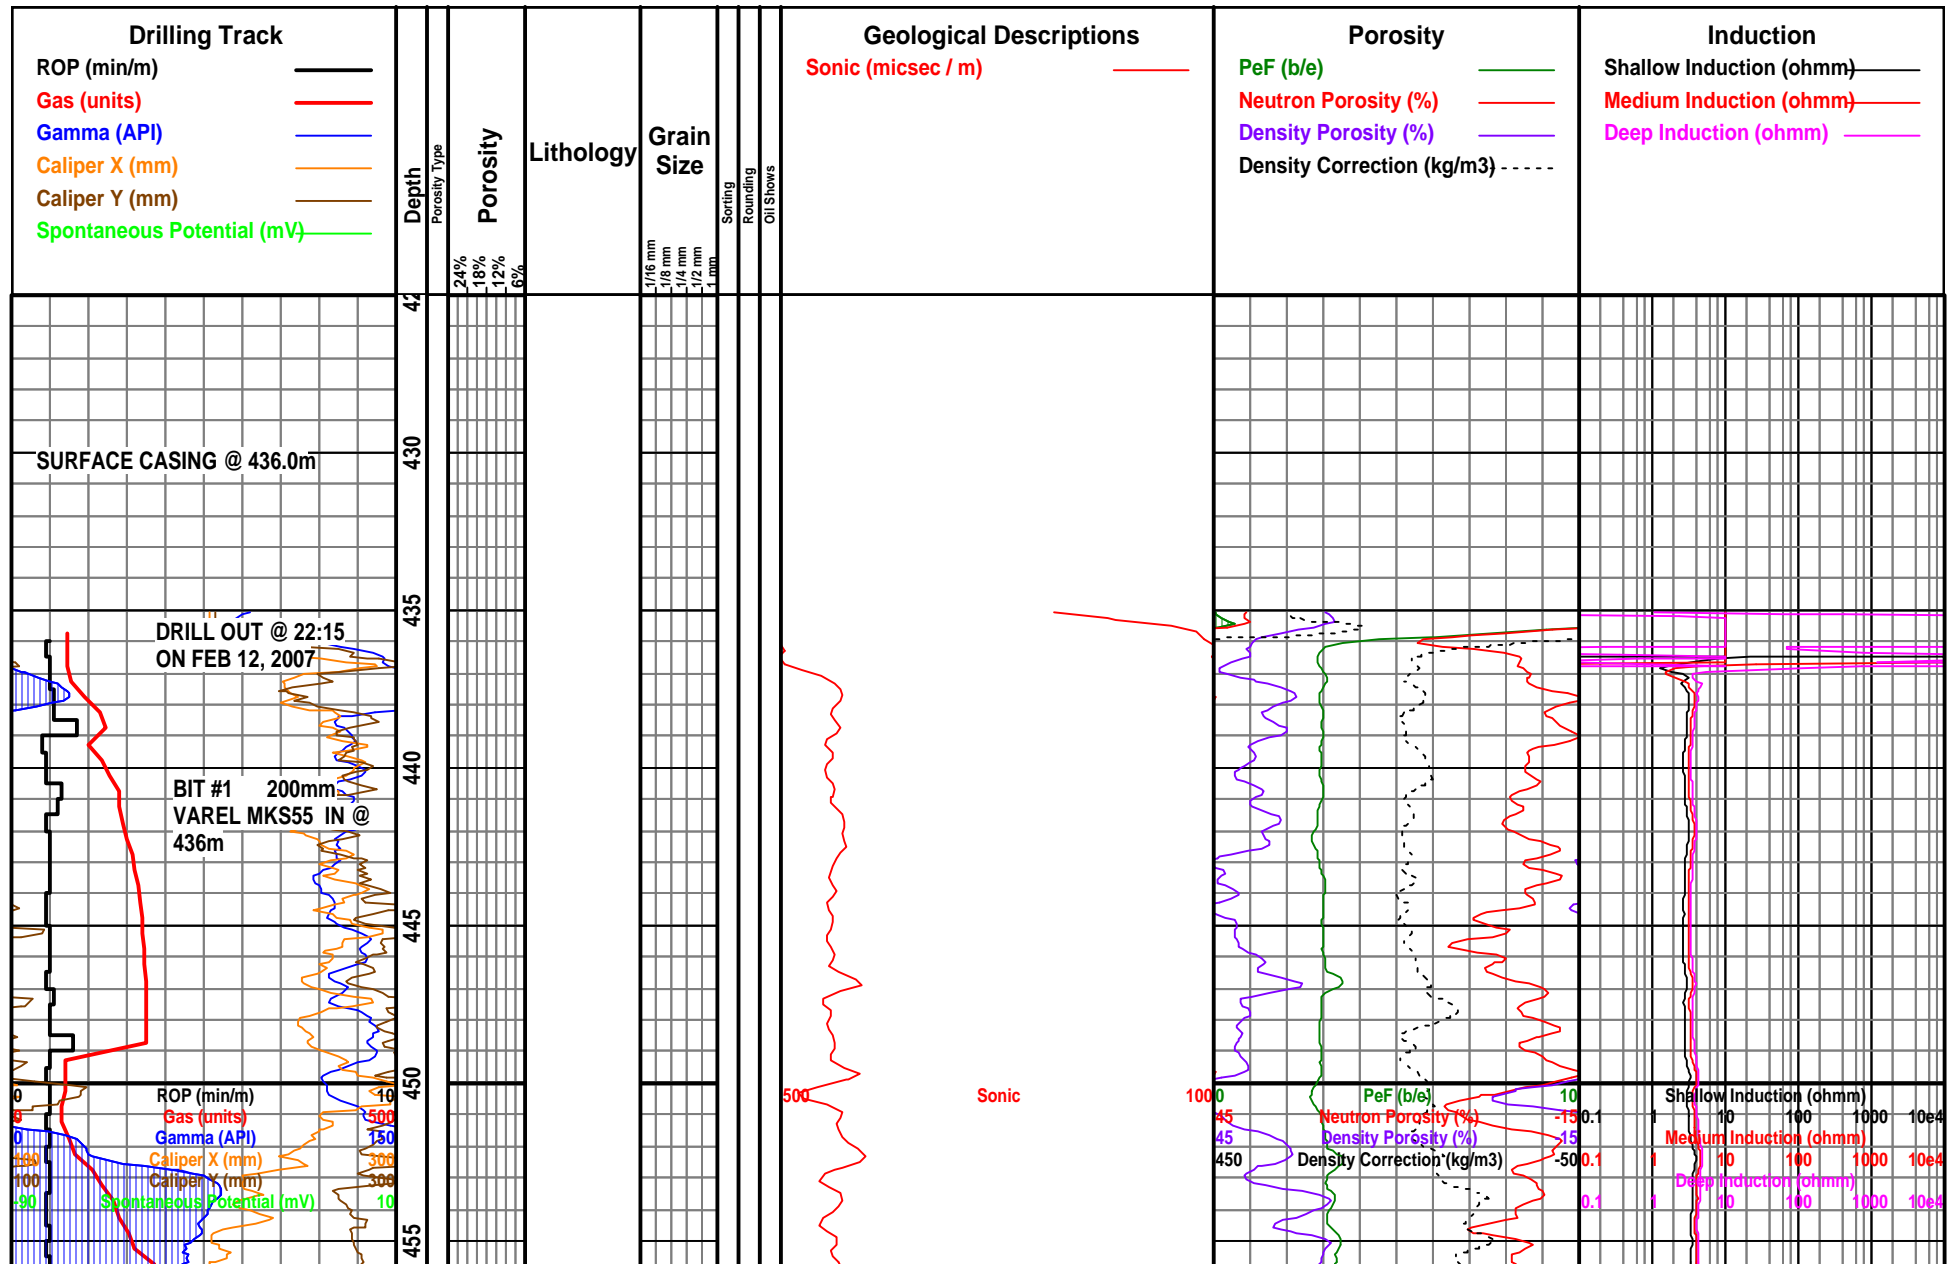 Drilling Track
ROP (min/m)
Gas (units)
Gamma (API)
Caliper X (mm)
Caliper Y (mm)
Spontaneous Potential (mV)
Depth
Porosity Type
Porosity
24%
18%
12%
6%
Lithology
Grain
Size
1/16 mm
1/8 mm
1/4 mm
1/2 mm
1 mm
Sorting
Rounding
Oil Shows
Geological Descriptions
Sonic (micsec / m)
Porosity
PeF (b/e)
Neutron Porosity (%)
Density Porosity (%)
Density Correction (kg/m3)
Induction
Shallow Induction (ohmm)
Medium Induction (ohmm)
Deep Induction (ohmm)
42
430
SURFACE CASING @ 436.0m
435
DRILL OUT @ 22:15
ON FEB 12, 2007
440
BIT #1 200mm
VAREL MKS55 IN @
436m
445
450
0 ROP (min/m) 10
0 Gas (units) 500
0 Gamma (API) 150
100 Caliper X (mm) 300
100 Caliper Y (mm) 300
-90 Spontaneous Potential (mV) 10
500 Sonic 1000
0 PeF (b/e) 10
45 Neutron Porosity (%) -15
45 Density Porosity (%) -15
450 Density Correction (kg/m3) -50
Shallow Induction (ohmm)
0.1 1 10 100 1000 10e4
Medium Induction (ohmm)
0.1 1 10 100 1000 10e4
Deep Induction (ohmm)
0.1 1 10 100 1000 10e4
455